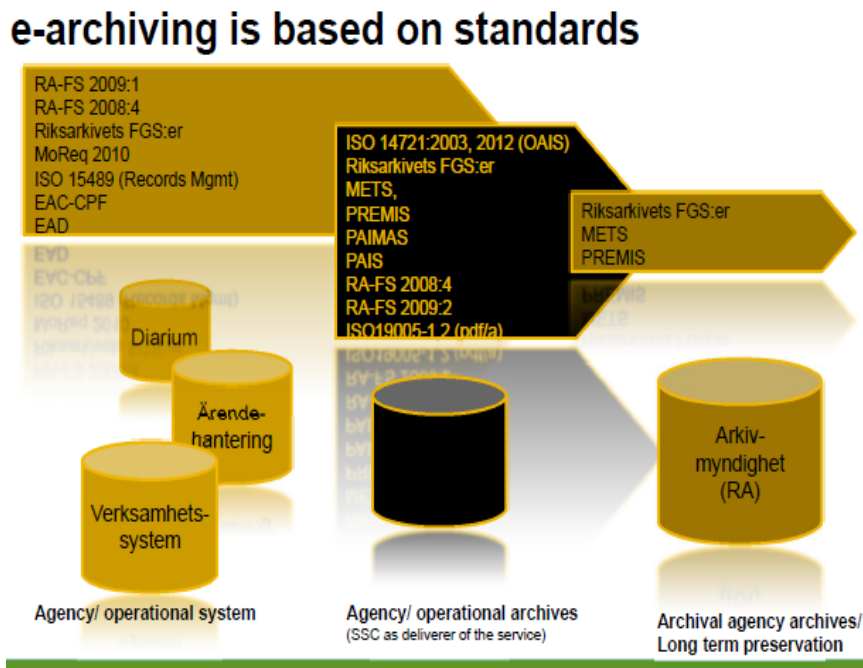 e-archiving is based on standards
RA-FS 2009:1
RA-FS 2008:4
Riksarkivets FGS:er
MoReq 2010
ISO 15489 (Records Mgmt)
EAC-CPF
EAD
ISO 14721:2003, 2012 (OAIS)
Riksarkivets FGS:er
METS,
PREMIS
PAIMAS
PAIS
RA-FS 2008:4
RA-FS 2009:2
ISO19005-1,2 (pdf/a)
Riksarkivets FGS:er
METS
PREMIS
Diarium
Ärende-
hantering
Verksamhets-
system
Arkiv-
myndighet
(RA)
Agency/ operational system
Agency/ operational archives
(SSC as deliverer of the service)
Archival agency archives/
Long term preservation